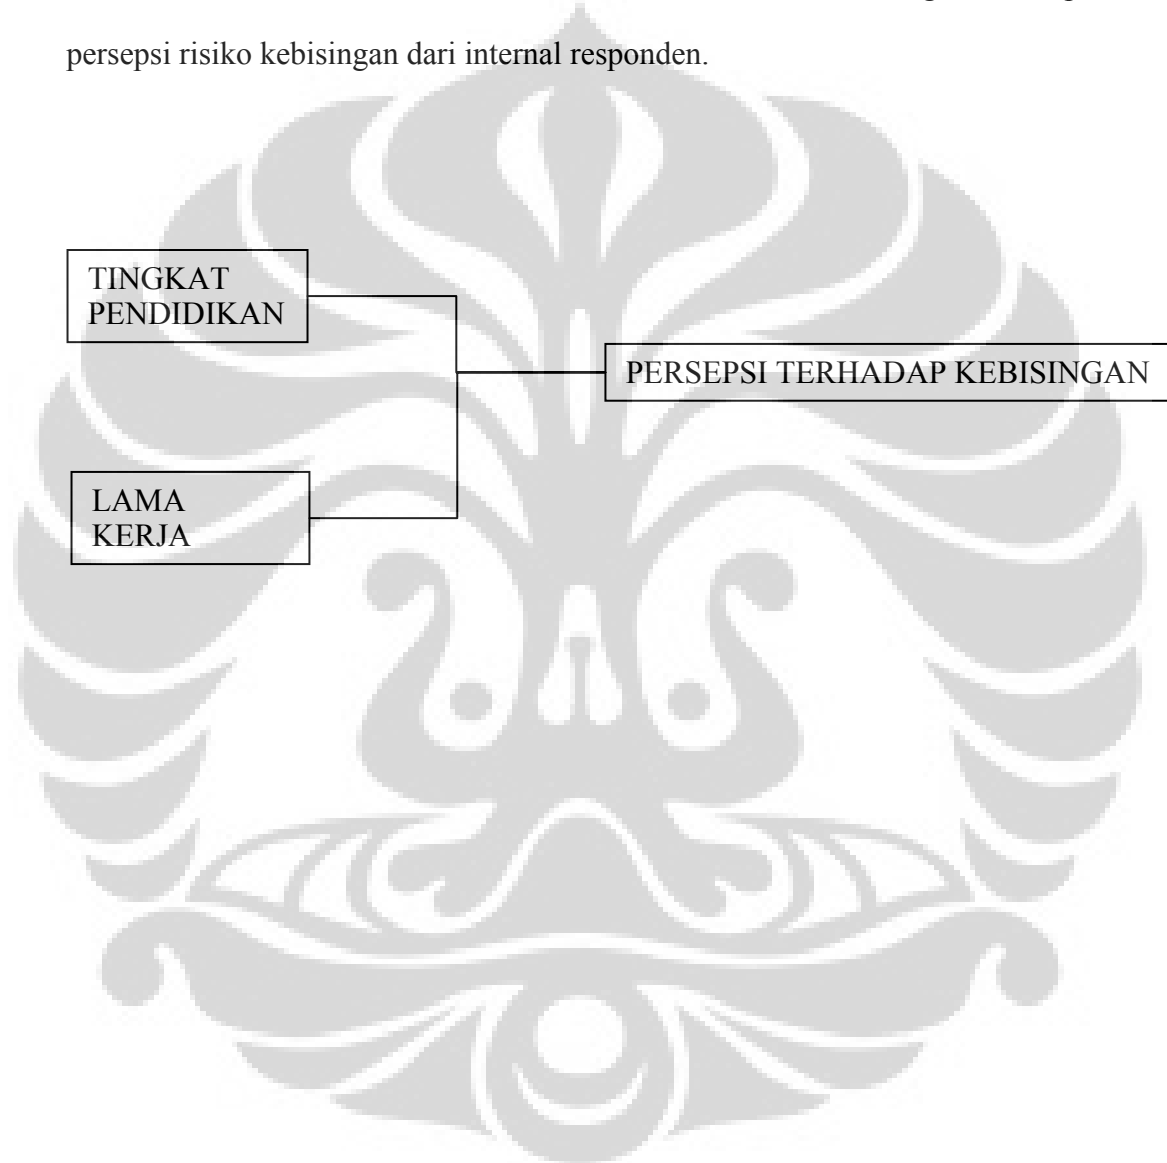 persepsi risiko kebisingan dari internal responden.
TINGKAT
PENDIDIKAN
PERSEPSI TERHADAP KEBISINGAN
LAMA
KERJA